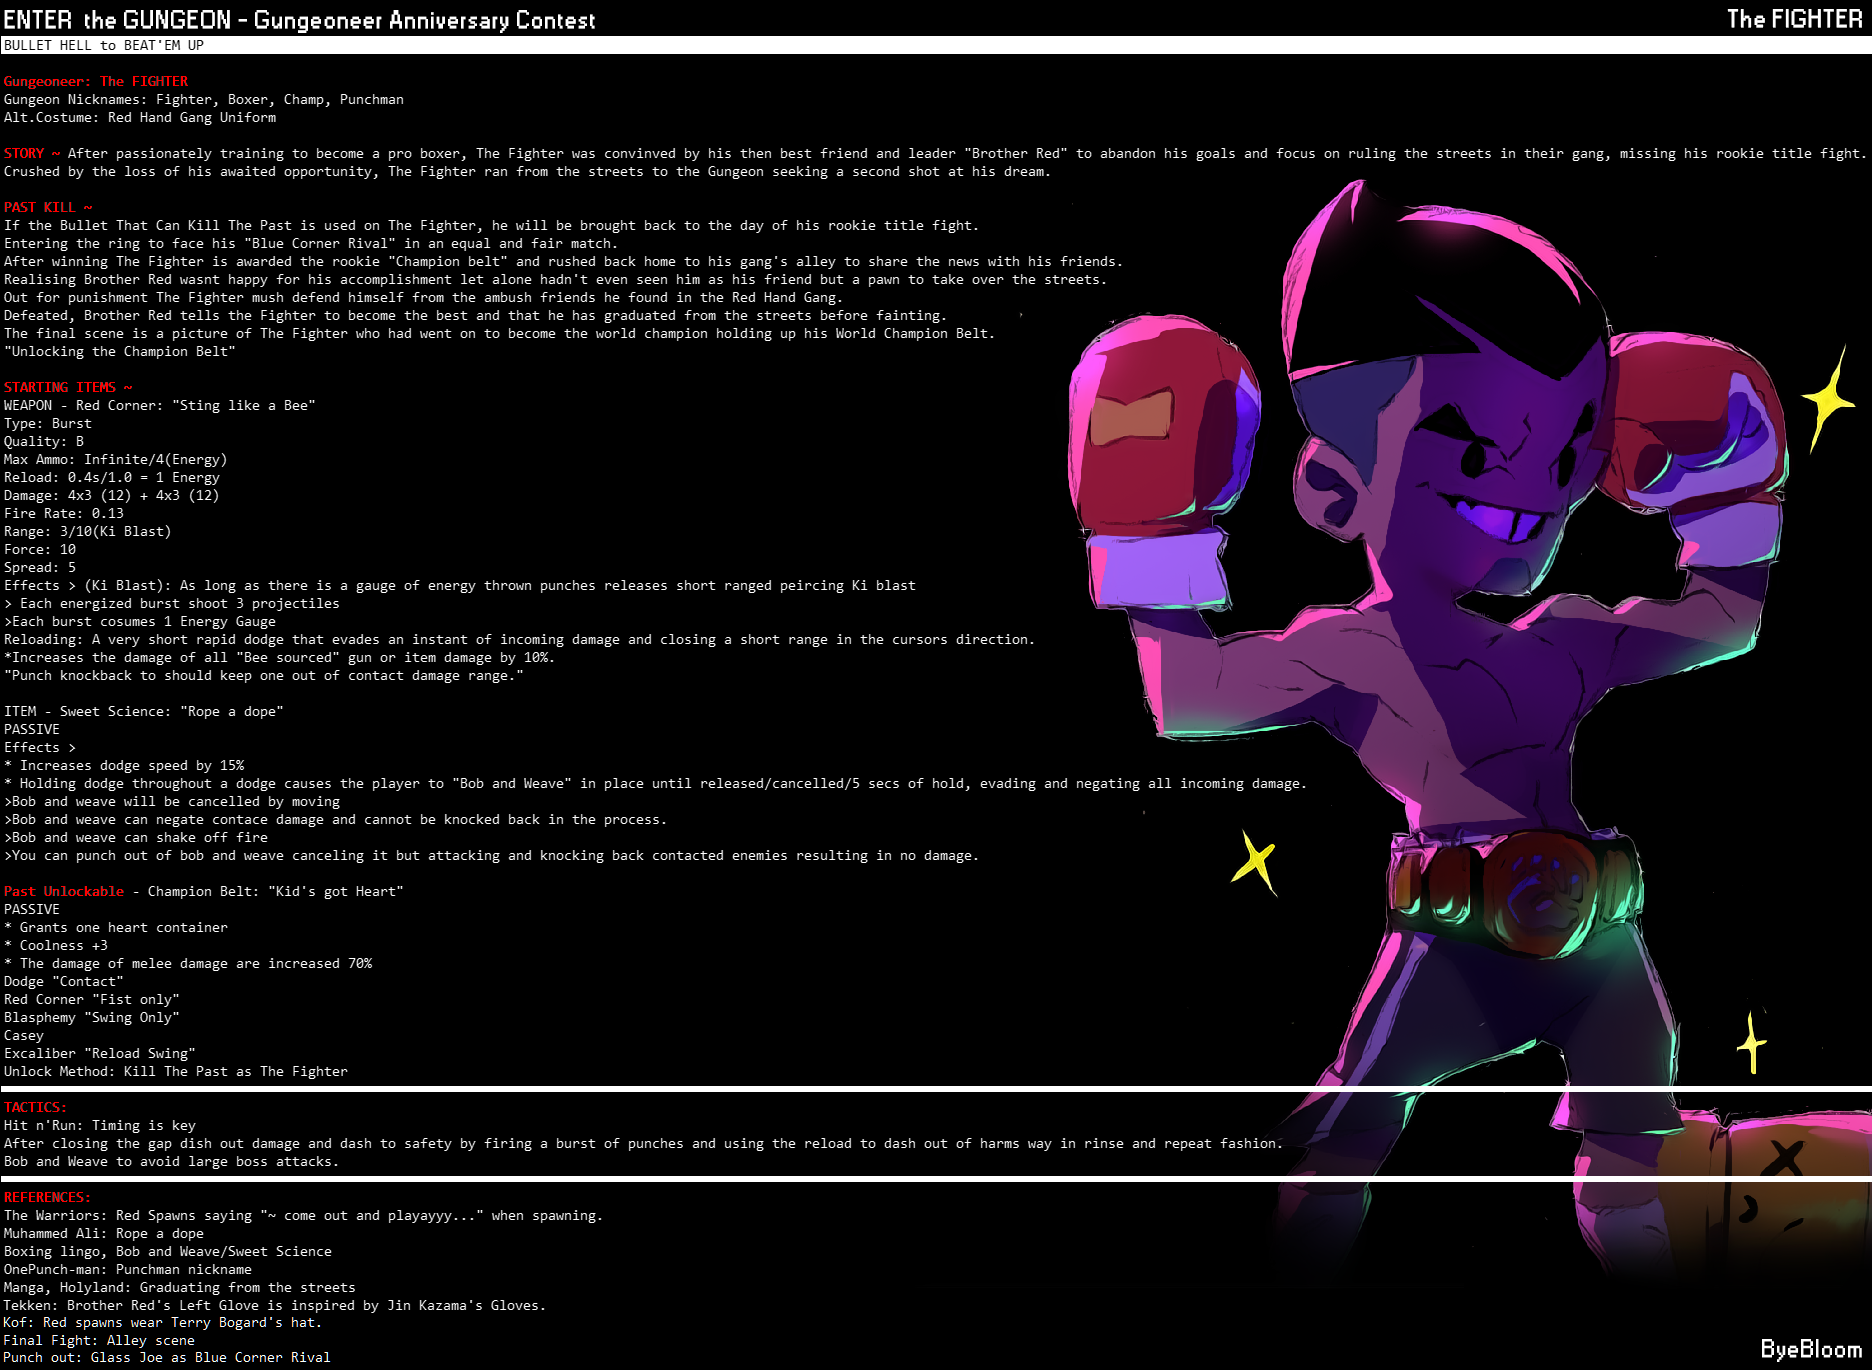 ENTER the GUNGEON - Gungeoneer Anniversary Contest
The FIGHTER
BULLET HELL to BEAT'EM UP
Gungeoneer: The FIGHTER
Gungeon Nicknames: Fighter, Boxer, Champ, Punchman
Alt.Costume: Red Hand Gang Uniform
STORY ~ After passionately training to become a pro boxer, The Fighter was convinved by his then best friend and leader "Brother Red" to abandon his goals and focus on ruling the streets in their gang, missing his rookie title fight.
Crushed by the loss of his awaited opportunity, The Fighter ran from the streets to the Gungeon seeking a second shot at his dream.
PAST KILL ~
If the Bullet That Can Kill The Past is used on The Fighter, he will be brought back to the day of his rookie title fight.
Entering the ring to face his "Blue Corner Rival" in an equal and fair match.
After winning The Fighter is awarded the rookie "Champion belt" and rushed back home to his gang's alley to share the news with his friends.
Realising Brother Red wasnt happy for his accomplishment let alone hadn't even seen him as his friend but a pawn to take over the streets.
Out for punishment The Fighter mush defend himself from the ambush friends he found in the Red Hand Gang.
Defeated, Brother Red tells the Fighter to become the best and that he has graduated from the streets before fainting.
The final scene is a picture of The Fighter who had went on to become the world champion holding up his World Champion Belt.
"Unlocking the Champion Belt"
STARTING ITEMS ~
WEAPON - Red Corner: "Sting like a Bee"
Type: Burst
Quality: B
Max Ammo: Infinite/4(Energy)
Reload: 0.4s/1.0 = 1 Energy
Damage: 4x3 (12) + 4x3 (12)
Fire Rate: 0.13
Range: 3/10(Ki Blast)
Force: 10
Spread: 5
Effects > (Ki Blast): As long as there is a gauge of energy thrown punches releases short ranged peircing Ki blast
> Each energized burst shoot 3 projectiles
>Each burst cosumes 1 Energy Gauge
Reloading: A very short rapid dodge that evades an instant of incoming damage and closing a short range in the cursors direction.
*Increases the damage of all "Bee sourced" gun or item damage by 10%.
"Punch knockback to should keep one out of contact damage range."
ITEM - Sweet Science: "Rope a dope"
PASSIVE
Effects >
* Increases dodge speed by 15%
* Holding dodge throughout a dodge causes the player to "Bob and Weave" in place until released/cancelled/5 secs of hold, evading and negating all incoming damage.
>Bob and weave will be cancelled by moving
>Bob and weave can negate contace damage and cannot be knocked back in the process.
>Bob and weave can shake off fire
>You can punch out of bob and weave canceling it but attacking and knocking back contacted enemies resulting in no damage.
Past Unlockable - Champion Belt: "Kid's got Heart"
PASSIVE
* Grants one heart container
* Coolness +3
* The damage of melee damage are increased 70%
Dodge "Contact"
Red Corner "Fist only"
Blasphemy "Swing Only"
Casey
Excaliber "Reload Swing"
Unlock Method: Kill The Past as The Fighter
TACTICS:
Hit n'Run: Timing is key
After closing the gap dish out damage and dash to safety by firing a burst of punches and using the reload to dash out of harms way in rinse and repeat fashion.
Bob and Weave to avoid large boss attacks.
REFERENCES:
The Warriors: Red Spawns saying "~ come out and playayyy..." when spawning.
Muhammed Ali: Rope a dope
Boxing lingo, Bob and Weave/Sweet Science
OnePunch-man: Punchman nickname
Manga, Holyland: Graduating from the streets
Tekken: Brother Red's Left Glove is inspired by Jin Kazama's Gloves.
Kof: Red spawns wear Terry Bogard's hat.
Final Fight: Alley scene
Punch out: Glass Joe as Blue Corner Rival
ByeBloom